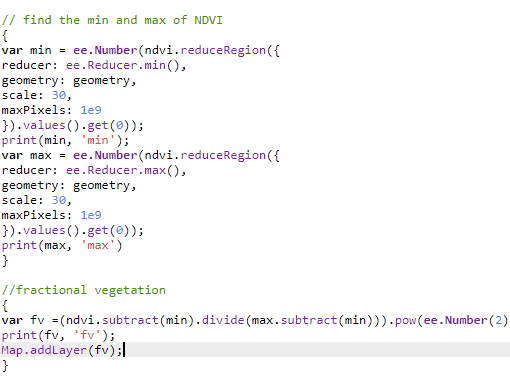 // find the min and max of NDVI
{
var min = ee.Number(ndvi.reduceRegion({
reducer: ee.Reducer.min(),
geometry: geometry,
scale: 30,
maxPixels: 1e9
}).values().get(0));
print(min, 'min');
var max = ee.Number(ndvi.reduceRegion({
reducer: ee.Reducer.max(),
geometry: geometry,
scale: 30,
maxPixels: 1e9
}).values().get(0));
print(max, 'max')
}
//fractional vegetation
{
var fv =(ndvi.subtract(min).divide(max.subtract(min))).pow(ee.Number(2)
print(fv, 'fv');
Map.addLayer(fv);
}